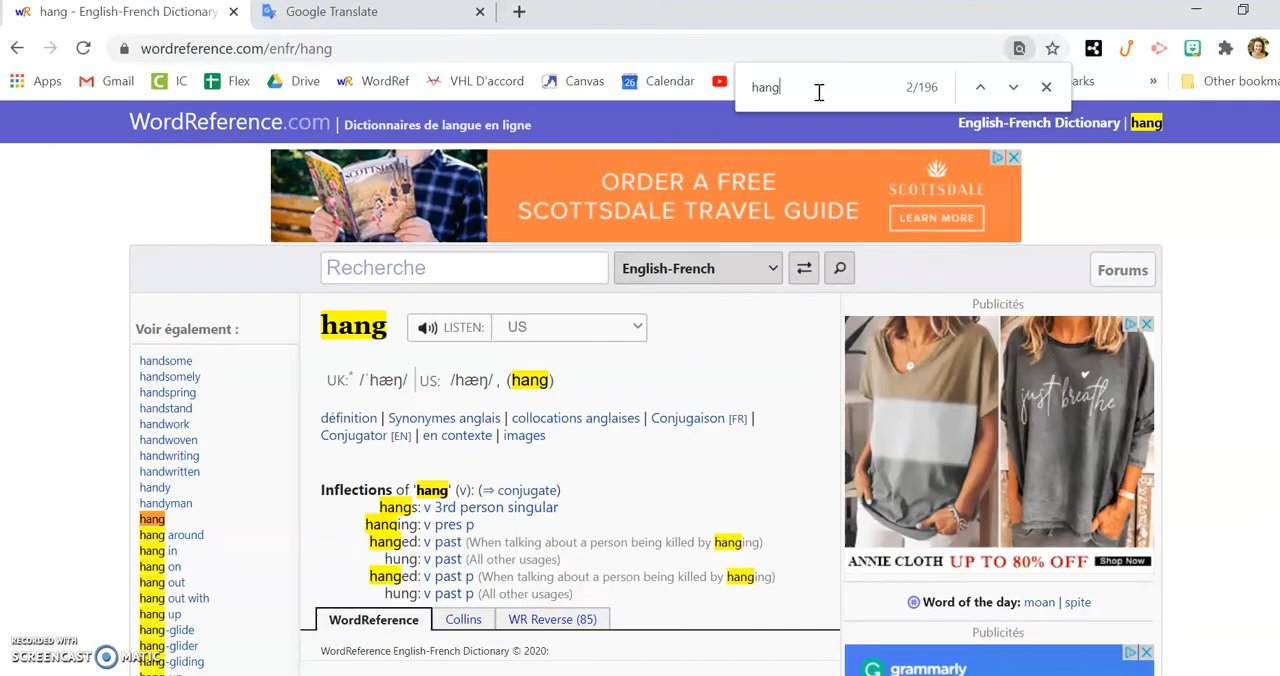 hang - English-French Dictionary
Google Translate
wordreference.com/enfr/hang
Apps Gmail IC Flex Drive WordRef VHL D'accord Canvas 26 Calendar arks » Other bookma
hang 2/196
WordReference.com | Dictionnaires de langue en ligne
English-French Dictionary | hang
SCOTTSDALE
ORDER A FREE
SCOTTSDALE TRAVEL GUIDE
SCOTTSDALE
LEARN MORE
Recherche English-French Forums
Voir également :
handsome
handsomely
handspring
handstand
handwork
handwoven
handwriting
handwritten
handy
handyman
hang
hang around
hang in
hang on
hang out
hang out with
hang up
hang-glide
hang-glider
hang-gliding
hang LISTEN: US
UK:* /ˈhæŋ/ US: /hæŋ/ , (hang)
définition | Synonymes anglais | collocations anglaises | Conjugaison [FR] |
Conjugator [EN] | en contexte | images
Inflections of 'hang' (v): (⇒ conjugate)
hangs: v 3rd person singular
hanging: v pres p
hanged: v past (When talking about a person being killed by hanging)
hung: v past (All other usages)
hanged: v past p (When talking about a person being killed by hanging)
hung: v past p (All other usages)
WordReference Collins WR Reverse (85)
WordReference English-French Dictionary © 2020:
Publicités
just breathe
ANNIE CLOTH UP TO 80% OFF Shop Now
Word of the day: moan | spite
Publicités
grammarly
RECORDED WITH
SCREENCAST MATIC